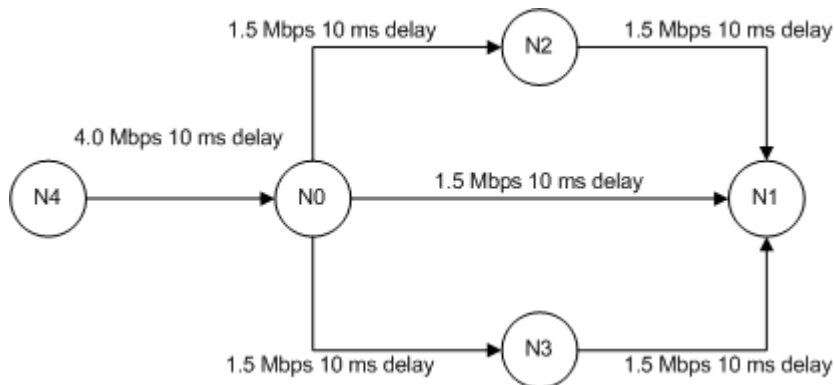 1.5 Mbps 10 ms delay
N2
1.5 Mbps 10 ms delay
4.0 Mbps 10 ms delay
N4
N0
1.5 Mbps 10 ms delay
N1
1.5 Mbps 10 ms delay
N3
1.5 Mbps 10 ms delay